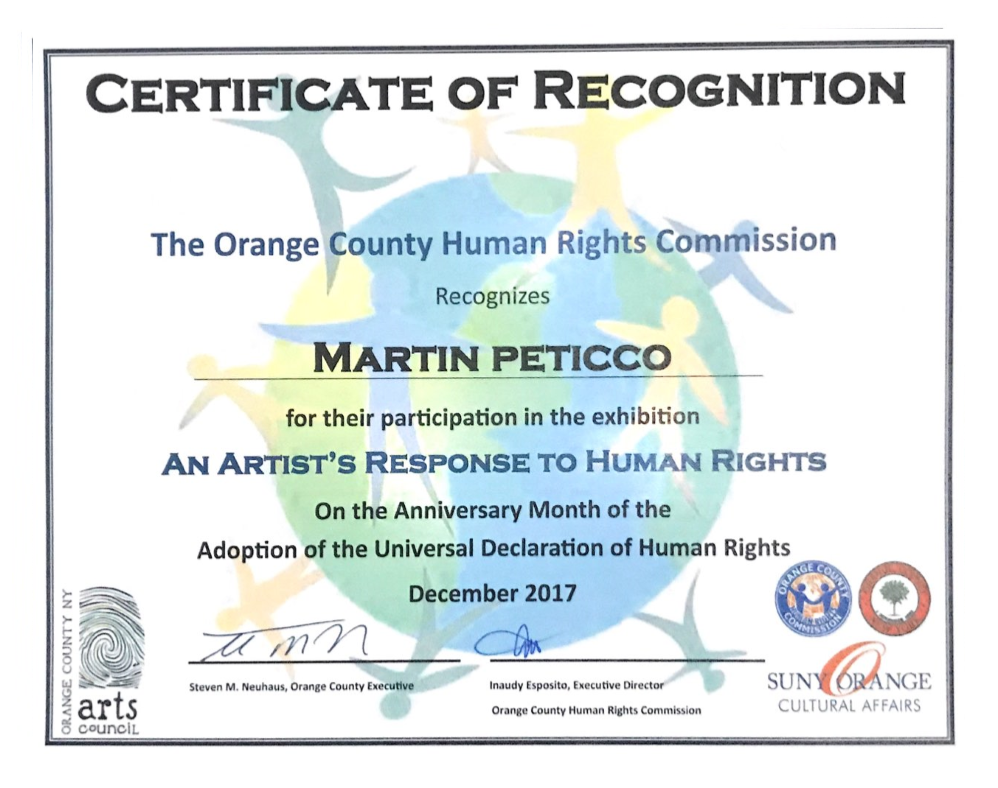 CERTIFICATE OF RECOGNITION
The Orange County Human Rights Commission
Recognizes
MARTIN PETICCO
for their participation in the exhibition
AN ARTIST'S RESPONSE TO HUMAN RIGHTS
On the Anniversary Month of the
Adoption of the Universal Declaration of Human Rights
December 2017
Steven M. Neuhaus, Orange County Executive
Inaudy Esposito, Executive Director
Orange County Human Rights Commission
ORANGE COUNTY NY
arts
council
ORANGE COUNTY
COMMISSION
SUNY ORANGE
CULTURAL AFFAIRS